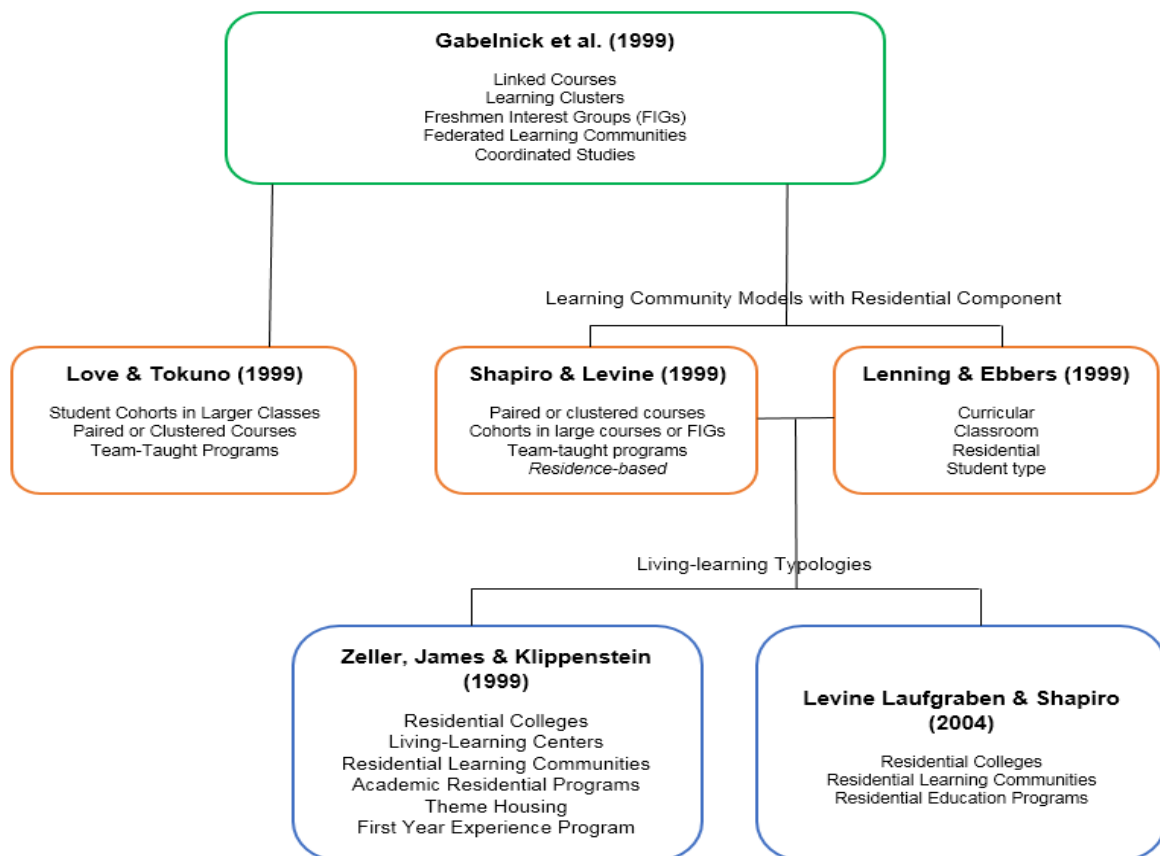 Gabelnick et al. (1999)
Linked Courses
Learning Clusters
Freshmen Interest Groups (FIGs)
Federated Learning Communities
Coordinated Studies
Learning Community Models with Residential Component
Love & Tokuno (1999)
Student Cohorts in Larger Classes
Paired or Clustered Courses
Team-Taught Programs
Shapiro & Levine (1999)
Paired or clustered courses
Cohorts in large courses or FIGs
Team-taught programs
Residence-based
Lenning & Ebbers (1999)
Curricular
Classroom
Residential
Student type
Living-learning Typologies
Zeller, James & Klippenstein
(1999)
Residential Colleges
Living-Learning Centers
Residential Learning Communities
Academic Residential Programs
Theme Housing
First Year Experience Program
Levine Laufgraben & Shapiro
(2004)
Residential Colleges
Residential Learning Communities
Residential Education Programs